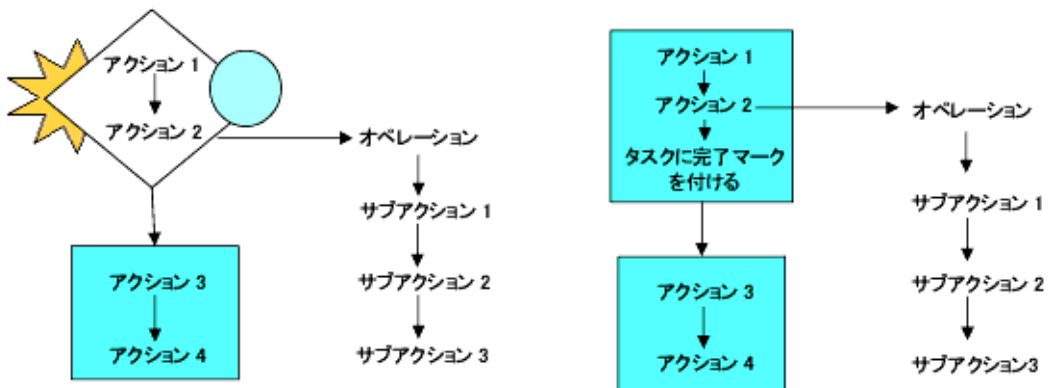 アクション 1
アクション 2
オペレーション
サブアクション 1
サブアクション 2
サブアクション 3
アクション 3
アクション 4
アクション 1
アクション 2
タスクに完了マーク
を付ける
オペレーション
サブアクション 1
サブアクション 2
サブアクション3
アクション 3
アクション 4